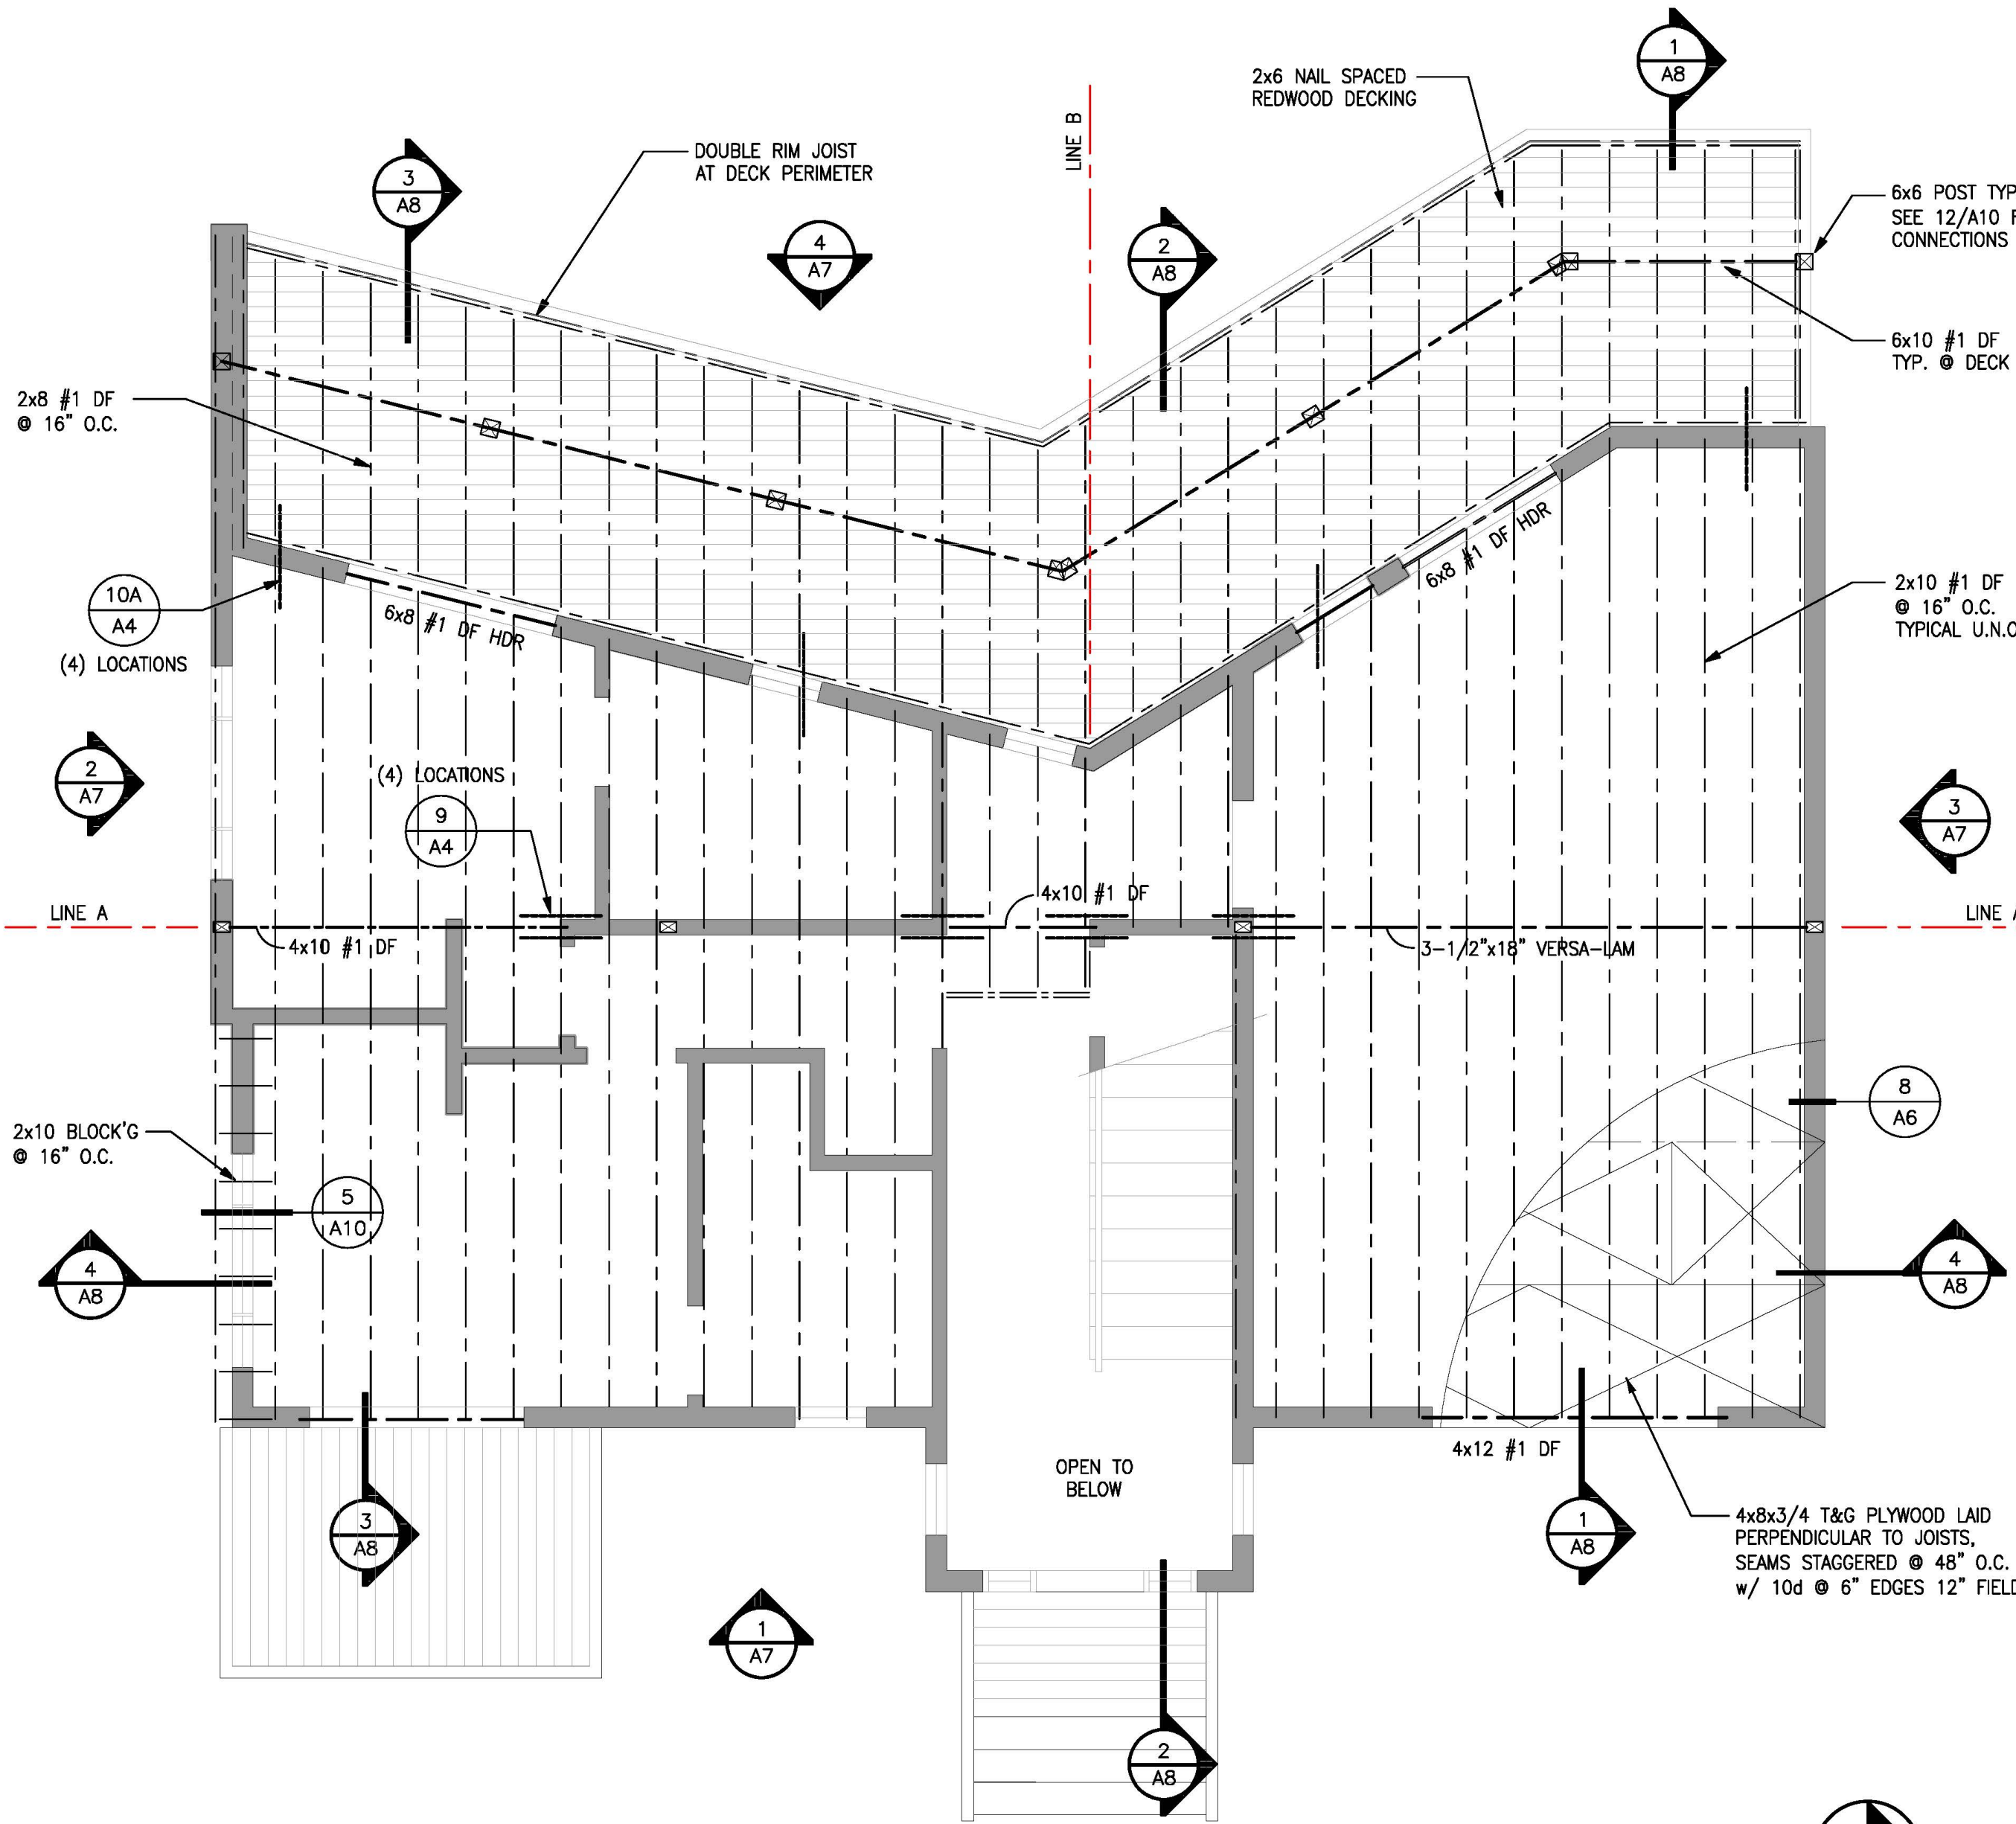 1
A8
2x6 NAIL SPACED
REDWOOD DECKING
LINE B
DOUBLE RIM JOIST
AT DECK PERIMETER
3
A8
4
A7
2
A8
6x6 POST TYP
SEE 12/A10
CONNECTIONS
6x10 #1 DF
TYP. @ DECK
2x8 #1 DF
@ 16" O.C.
10A
A4
(4) LOCATIONS
6x8 #1 DF HDR
6x8 #1 DF HDR
2x10 #1 DF
@ 16" O.C.
TYPICAL U.N.O
2
A7
(4) LOCATIONS
9
A4
3
A7
LINE A
4x10 #1 DF
4x10 #1 DF
3-1/2"x18" VERSA-LAM
LINE
8
A6
2x10 BLOCK'G
@ 16" O.C.
5
A10
4
A8
4
A8
4x12 #1 DF
OPEN TO
BELOW
3
A8
1
A8
4x8x3/4 T&G PLYWOOD LAID
PERPENDICULAR TO JOISTS,
SEAMS STAGGERED @ 48" O.C.
w/ 10d @ 6" EDGES 12" FIELD
1
A7
2
A8